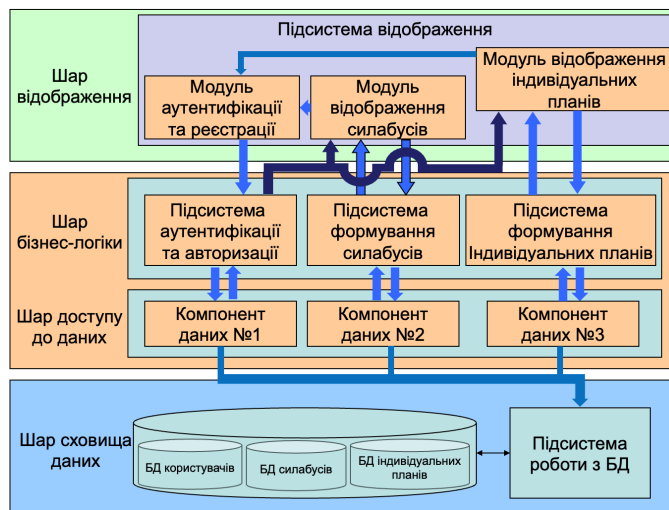 Підсистема відображення
Шар
відображення
Модуль
аутентифікації
та реєстрації
Модуль
відображення
силабусів
Модуль відображення
індивідуальних
планів
Шар
бізнес-логіки
Підсистема
аутентифікації
та авторизації
Підсистема
формування
силабусів
Підсистема
формування
Індивідуальних планів
Шар доступу
до даних
Компонент
даних №1
Компонент
даних №2
Компонент
даних №3
Шар сховища
даних
БД користувачів
БД силабусів
БД індивідуальних
планів
Підсистема
роботи з БД